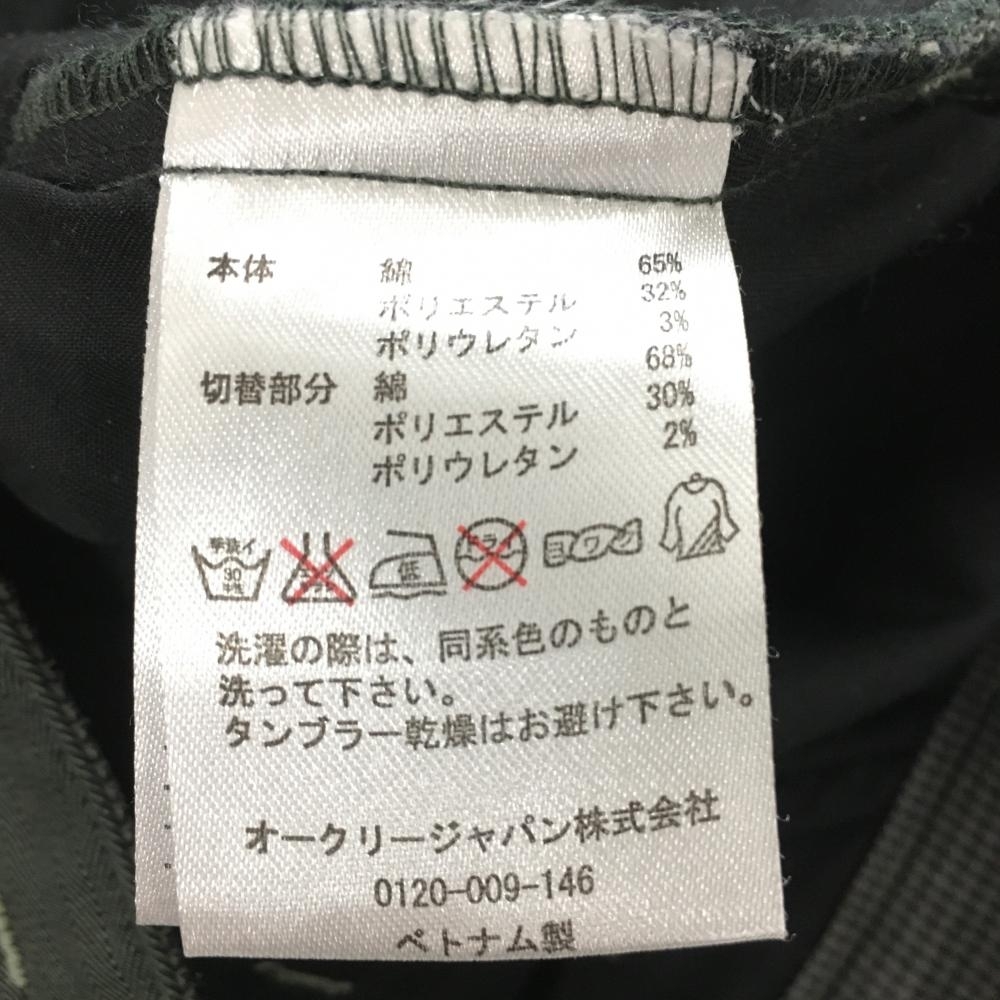 本体 綿 65%
ポリエステル 32%
ポリウレタン 3%
切替部分 綿 68%
ポリエステル 30%
ポリウレタン 2%
手洗イ 30 中性
低
ドライ
ヨワク
洗濯の際は、同系色のものと
洗って下さい。
タンブラー乾燥はお避け下さい。
オークリージャパン株式会社
0120-009-146
ベトナム製